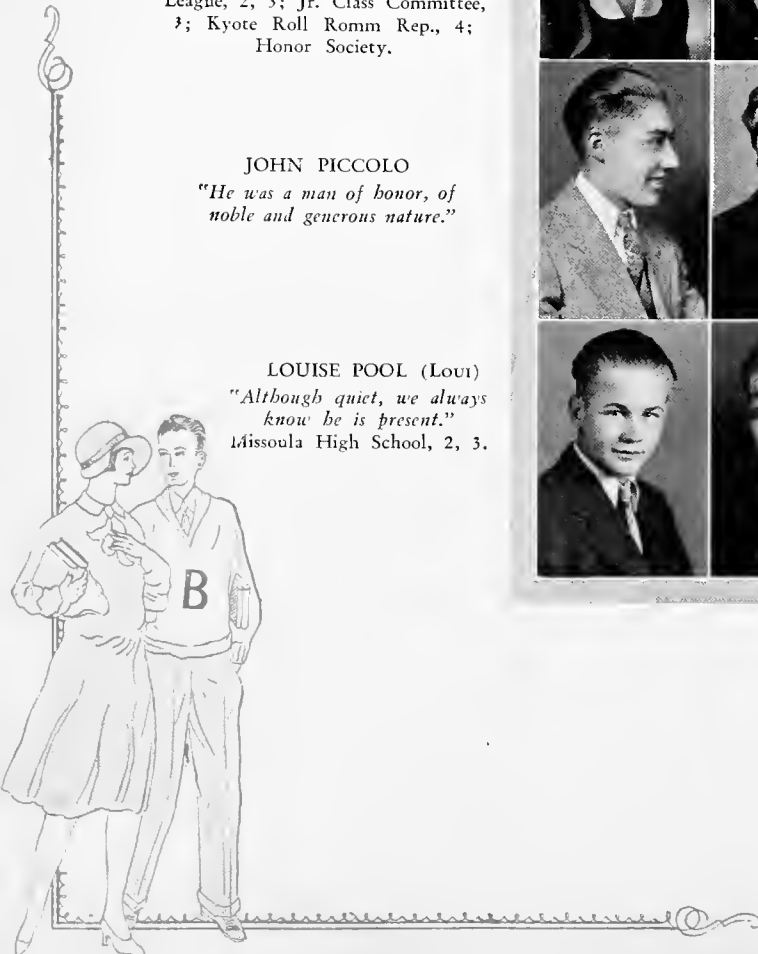 League, 2, 3; Jr. Class Committee,
3; Kyote Roll Romm Rep., 4;
Honor Society.
JOHN PICCOLO
"He was a man of honor, of
noble and generous nature."
LOUISE POOL (Loui)
"Although quiet, we always
know he is present."
Missoula High School, 2, 3.
B